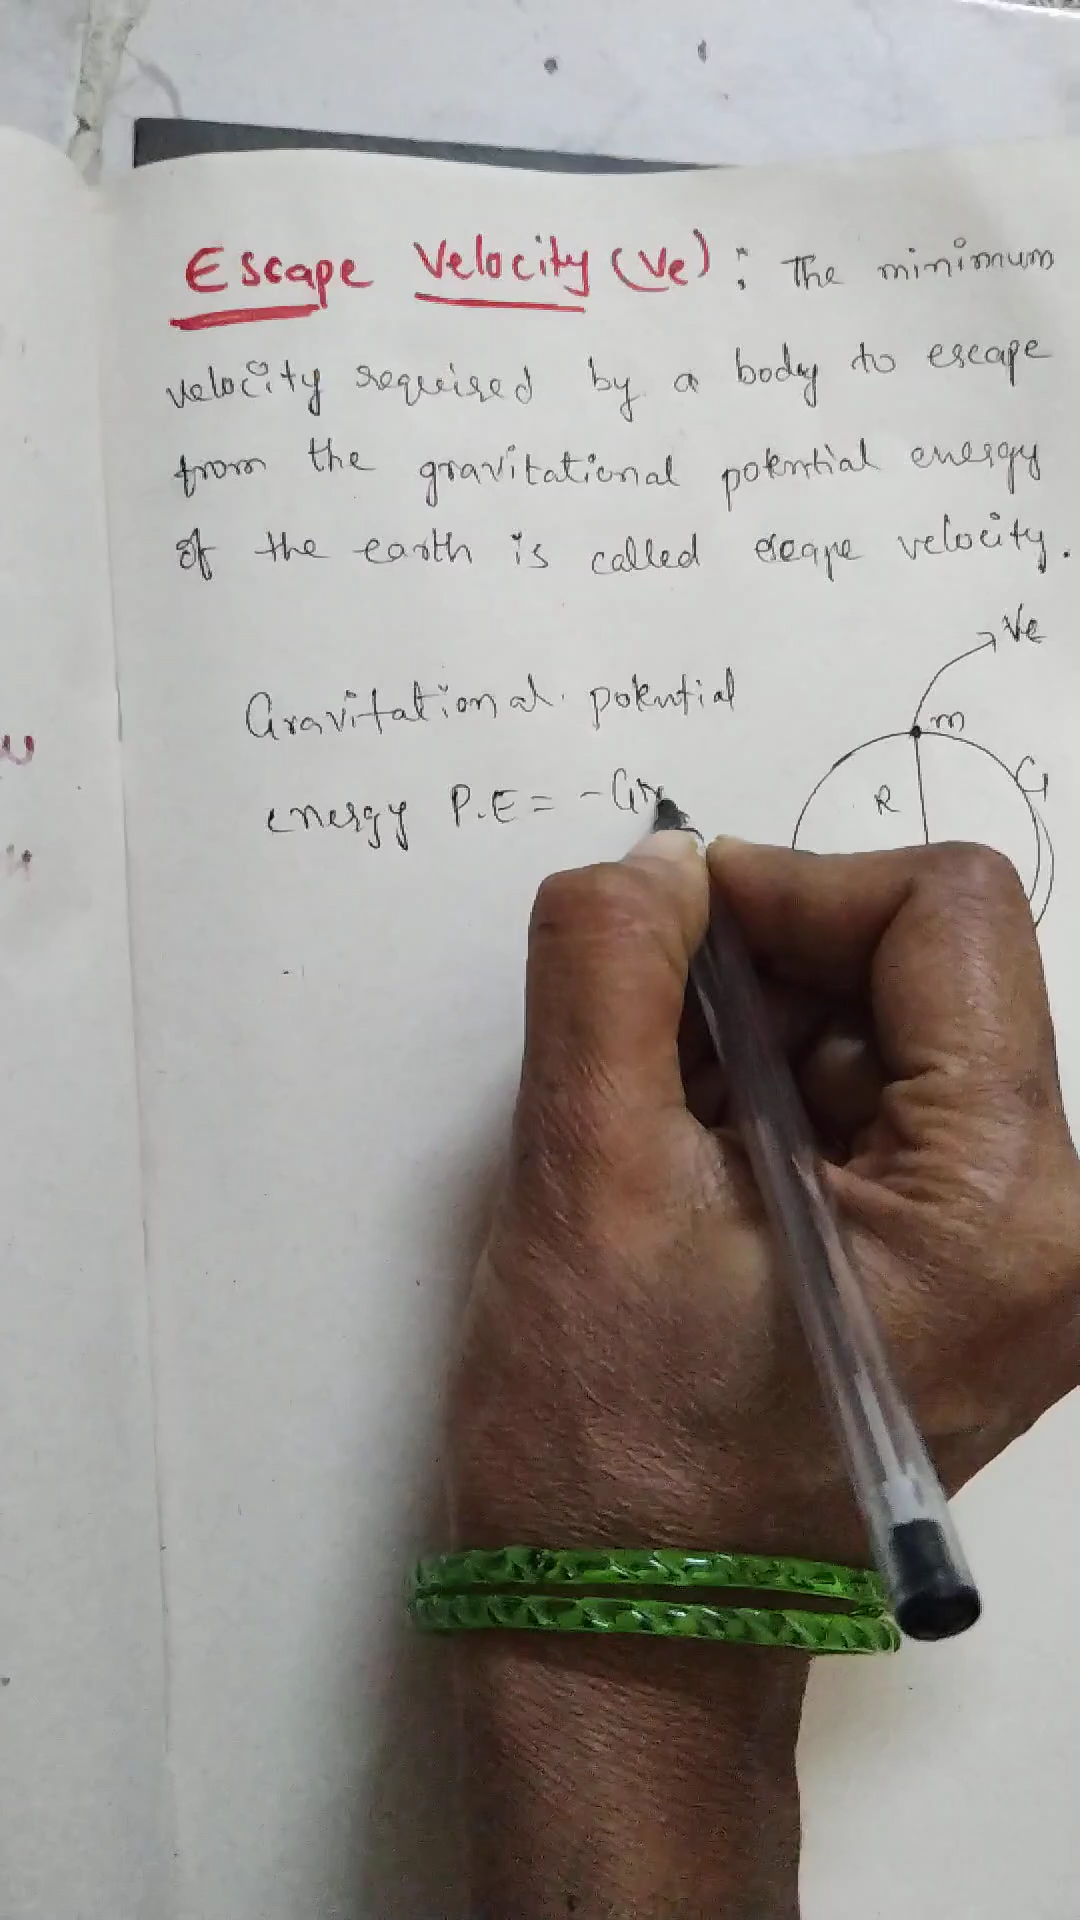 Escape Velocity (Ve) : The minimum
velocity required by a body to escape
from the gravitational potential energy
of the earth is called escape velocity.
Ve
Gravitational potential
m
energy P.E = -Gm
R